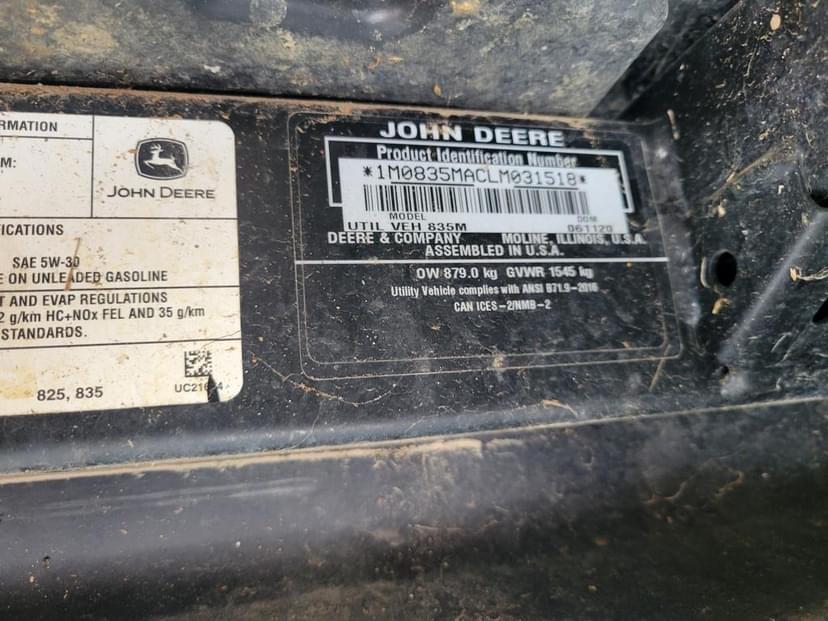 RMATION
M:
JOHN DEERE
FICATIONS
SAE 5W-30
E ON UNLEADED GASOLINE
T AND EVAP REGULATIONS
2 g/km HC+NOx FEL AND 35 g/km
STANDARDS.
825, 835
JOHN DEERE
Product Identification Number
*1M0835MACLM031518*
MODEL DOM
UTIL VEH 835M 061120
DEERE & COMPANY MOLINE, ILLINOIS, U.S.A.
ASSEMBLED IN U.S.A.
OW 879.0 kg GVWR 1545 kg
Utility Vehicle complies with ANSI B71.9-2016
CAN ICES-2/NMB-2